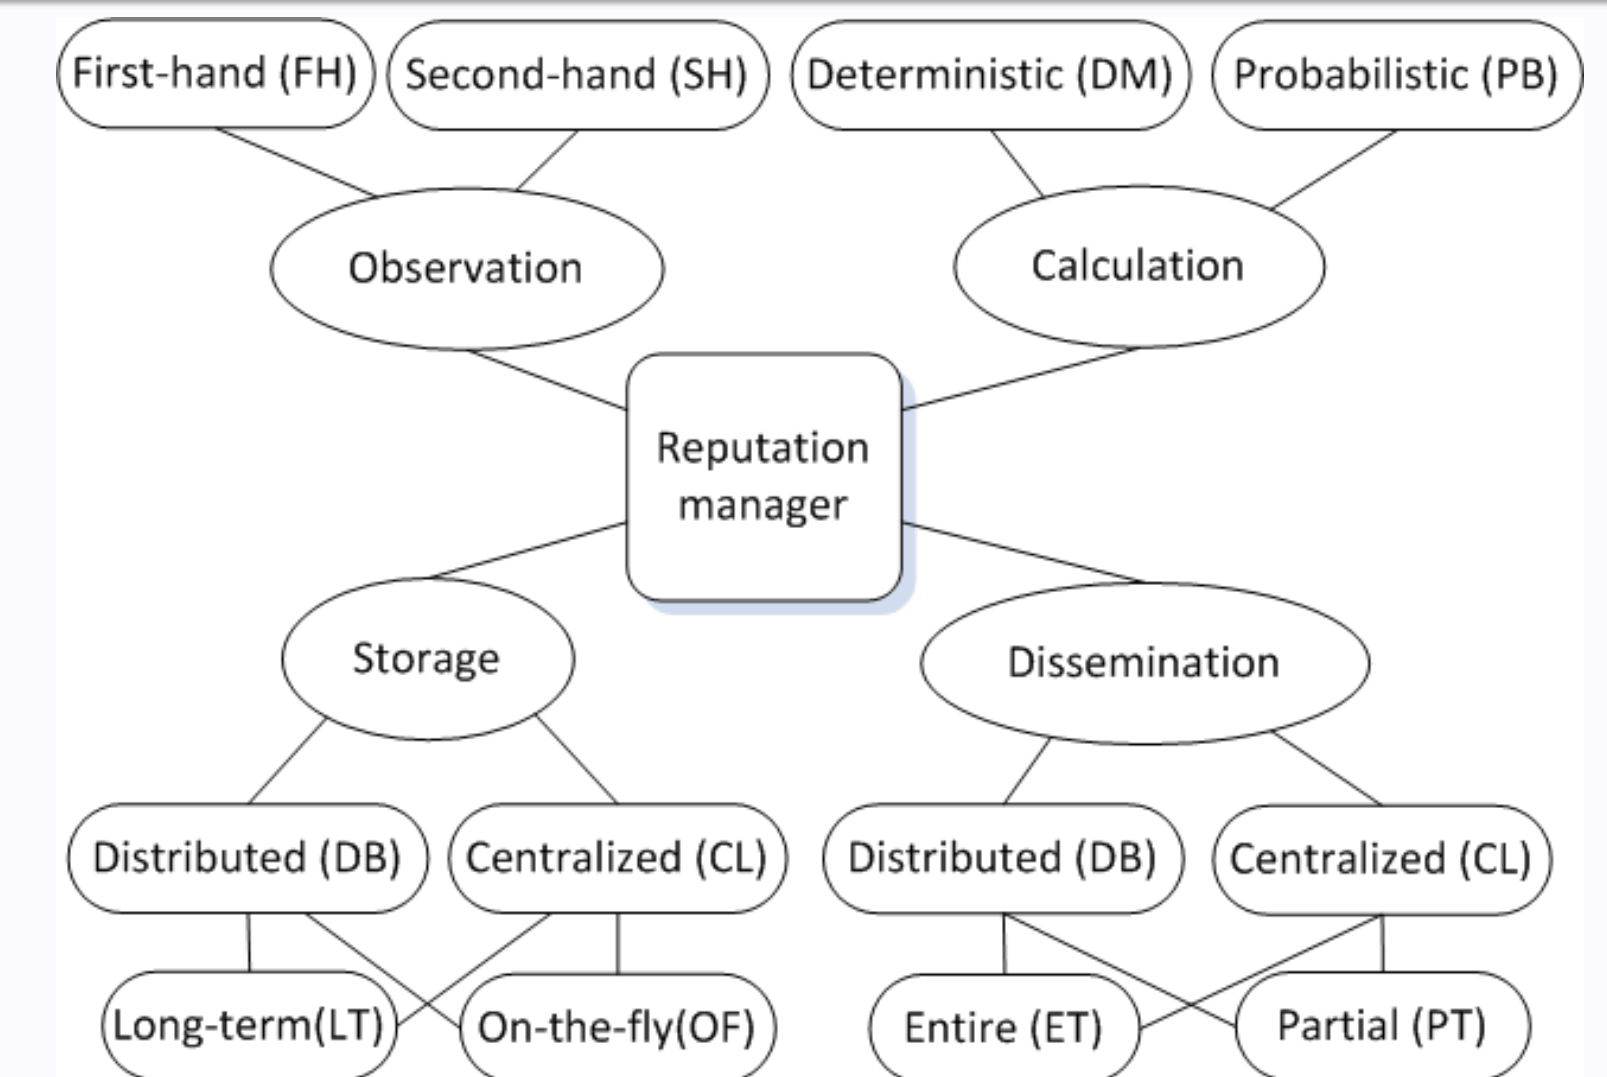 First-hand (FH)
Second-hand (SH)
Deterministic (DM)
Probabilistic (PB)
Observation
Calculation
Reputation
manager
Storage
Dissemination
Distributed (DB)
Centralized (CL)
Distributed (DB)
Centralized (CL)
Long-term(LT)
On-the-fly(OF)
Entire (ET)
Partial (PT)